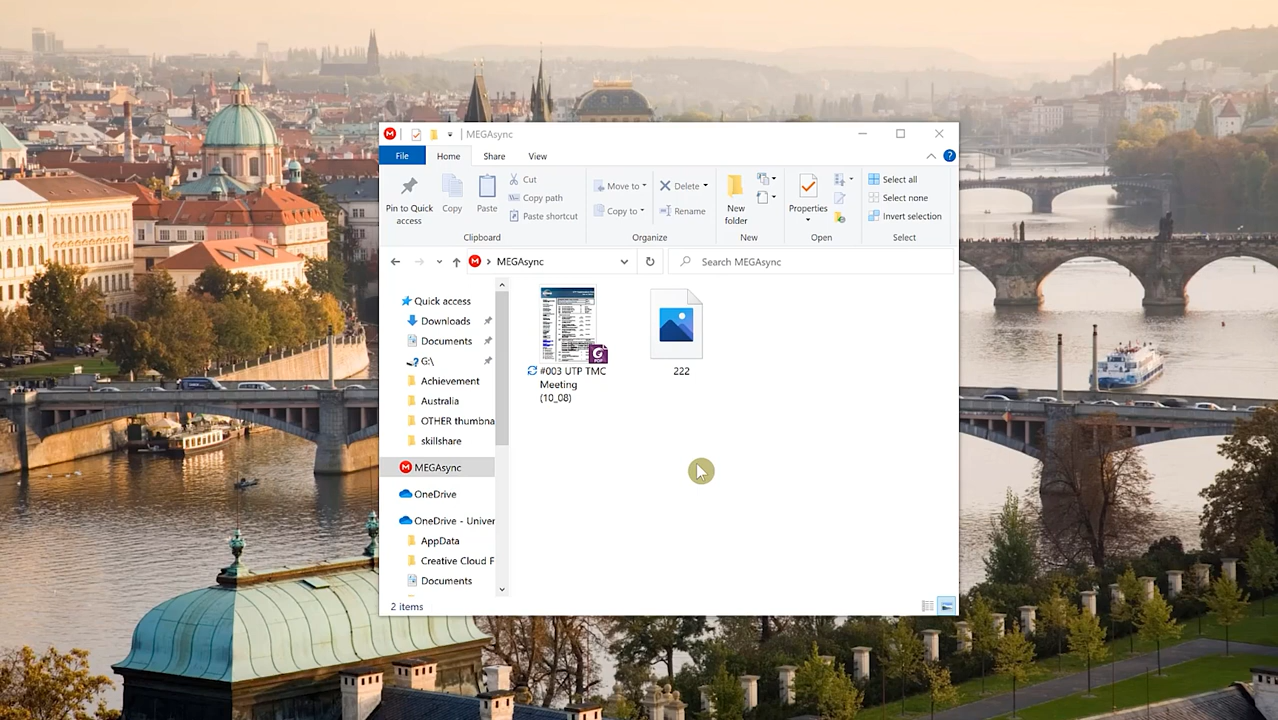 MEGAsync
File Home Share View
Pin to Quick access
Copy
Paste
Cut
Copy path
Paste shortcut
Clipboard
Move to
Copy to
Delete
Rename
Organize
New folder
New
Properties
Open
Select all
Select none
Invert selection
Select
MEGAsync
Search MEGAsync
Quick access
Downloads
Documents
G:\
Achievement
Australia
OTHER thumbna
skillshare
MEGAsync
OneDrive
OneDrive - Univer
AppData
Creative Cloud F
Documents
#003 UTP TMC
Meeting
(10_08)
222
2 items